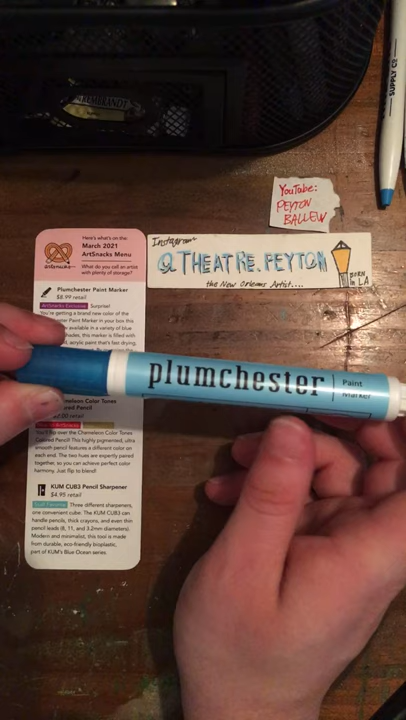 REMBRANDT
SUPPLY CO
YouTube:
PEYTON
BALLEW
Instagram
@THEATRE.PEYTON
the New Orleans Artist....
BORN
in
LA
artsnacks
Here's what's on the:
March 2021
ArtSnacks Menu
What do you call an artist
with plenty of storage?
Plumchester Paint Marker
$8.99 retail
ArtSnacks Exclusive Surprise!
You're getting a brand new color of the
Paint Marker in your box this
available in a variety of blue
this marker is filled with
acrylic paint that's fast drying,
plumchester
Paint
Chameleon Color Tones
Pencil
retail
You'll flip over the Chameleon Color Tones
Colored Pencil! This highly pigmented, ultra
smooth pencil features a different color on
each end. The two hues are expertly paired
together, so you can achieve perfect color
harmony. Just flip to blend!
KUM CUB3 Pencil Sharpener
$4.95 retail
Three different sharpeners,
one convenient cube. The KUM CUB3 can
handle pencils, thick crayons, and even thin
pencil leads (8, 11, and 3.2mm diameters).
Modern and minimalist, this tool is made
from durable, eco-friendly bioplastic,
part of KUM's Blue Ocean series.